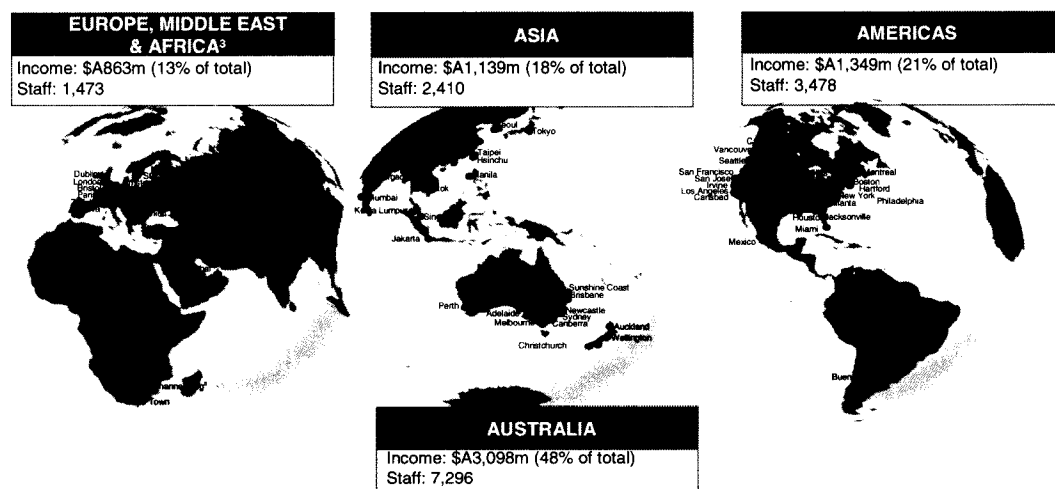 EUROPE, MIDDLE EAST
& AFRICA³
Income: $A863m (13% of total)
Staff: 1,473
ASIA
Income: $A1,139m (18% of total)
Staff: 2,410
AMERICAS
Income: $A1,349m (21% of total)
Staff: 3,478
Dublin
London
Bristol
Tokyo
Taipei
Hsinchu
Mumbai
Kuala Lumpur
Jakarta
Sunshine Coast
Brisbane
Perth
Adelaide
Newcastle
Sydney
Melbourne
Canberra
Auckland
Wellington
Christchurch
Vancouver
Seattle
San Francisco
San Jose
Irvine
Los Angeles
Carlsbad
Montreal
Boston
Hartford
New York
Philadelphia
Houston
Jacksonville
Miami
Mexico
Buen
Town
AUSTRALIA
Income: $A3,098m (48% of total)
Staff: 7,296